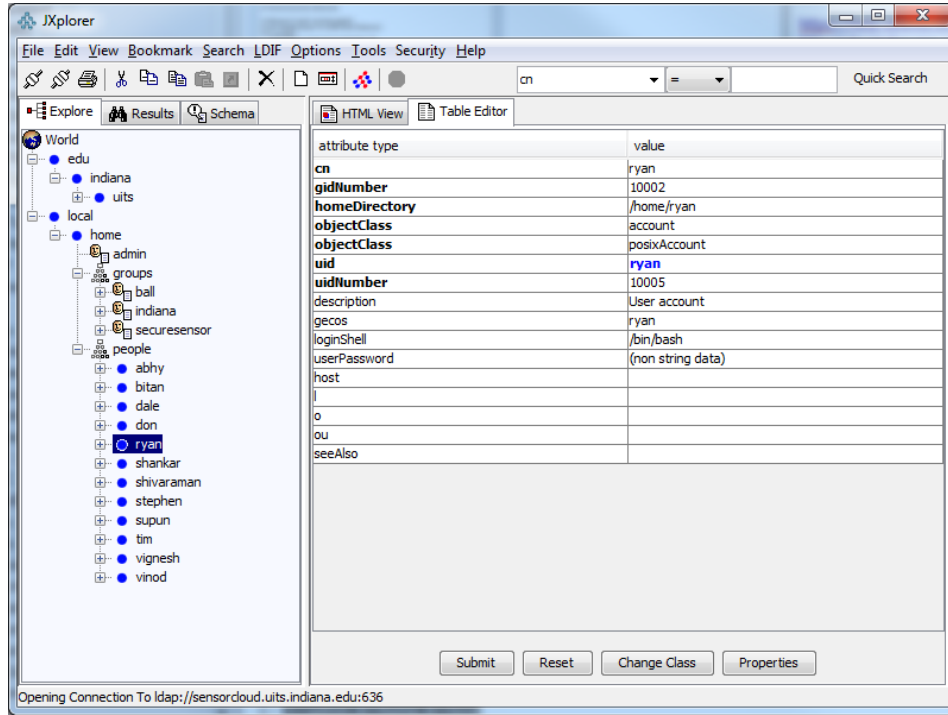 JXplorer
File Edit View Bookmark Search LDIF Options Tools Security Help
cn = Quick Search
Explore Results Schema
HTML View Table Editor
World
edu
indiana
uits
local
home
admin
groups
ball
indiana
securesensor
people
abhy
bitan
dale
don
ryan
shankar
shivaraman
stephen
supun
tim
vignesh
vinod
attribute type value
cn ryan
gidNumber 10002
homeDirectory /home/ryan
objectClass account
objectClass posixAccount
uid ryan
uidNumber 10005
description User account
gecos ryan
loginShell /bin/bash
userPassword (non string data)
host
l
o
ou
seeAlso
Submit Reset Change Class Properties
Opening Connection To ldap://sensorcloud.uits.indiana.edu:636